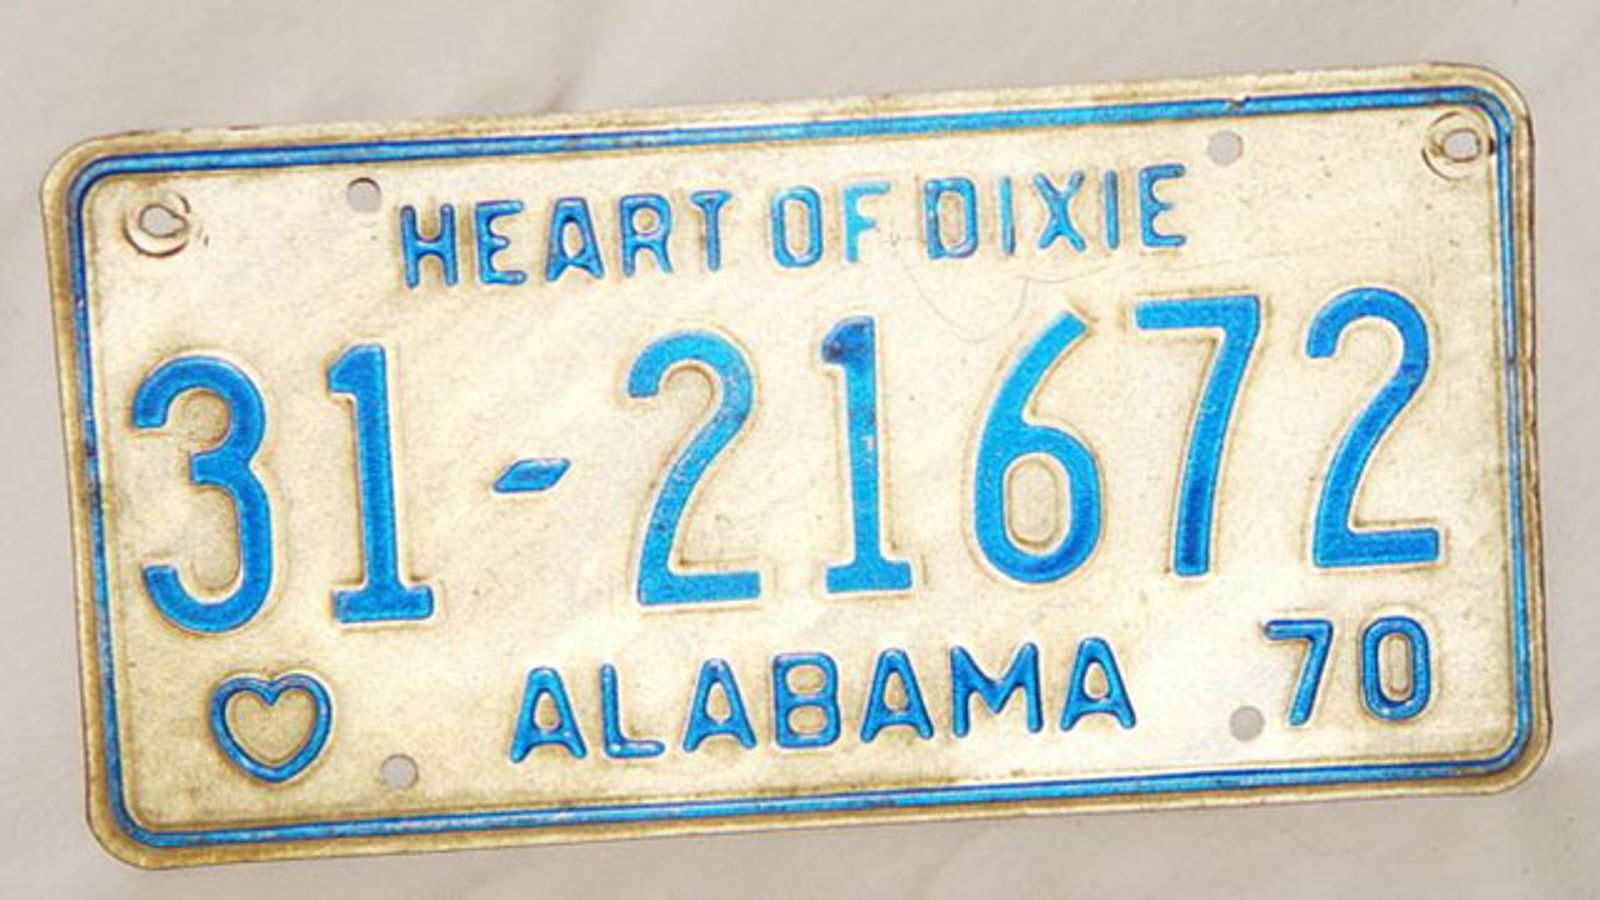 HEART OF DIXIE
31-21672
ALABAMA 70